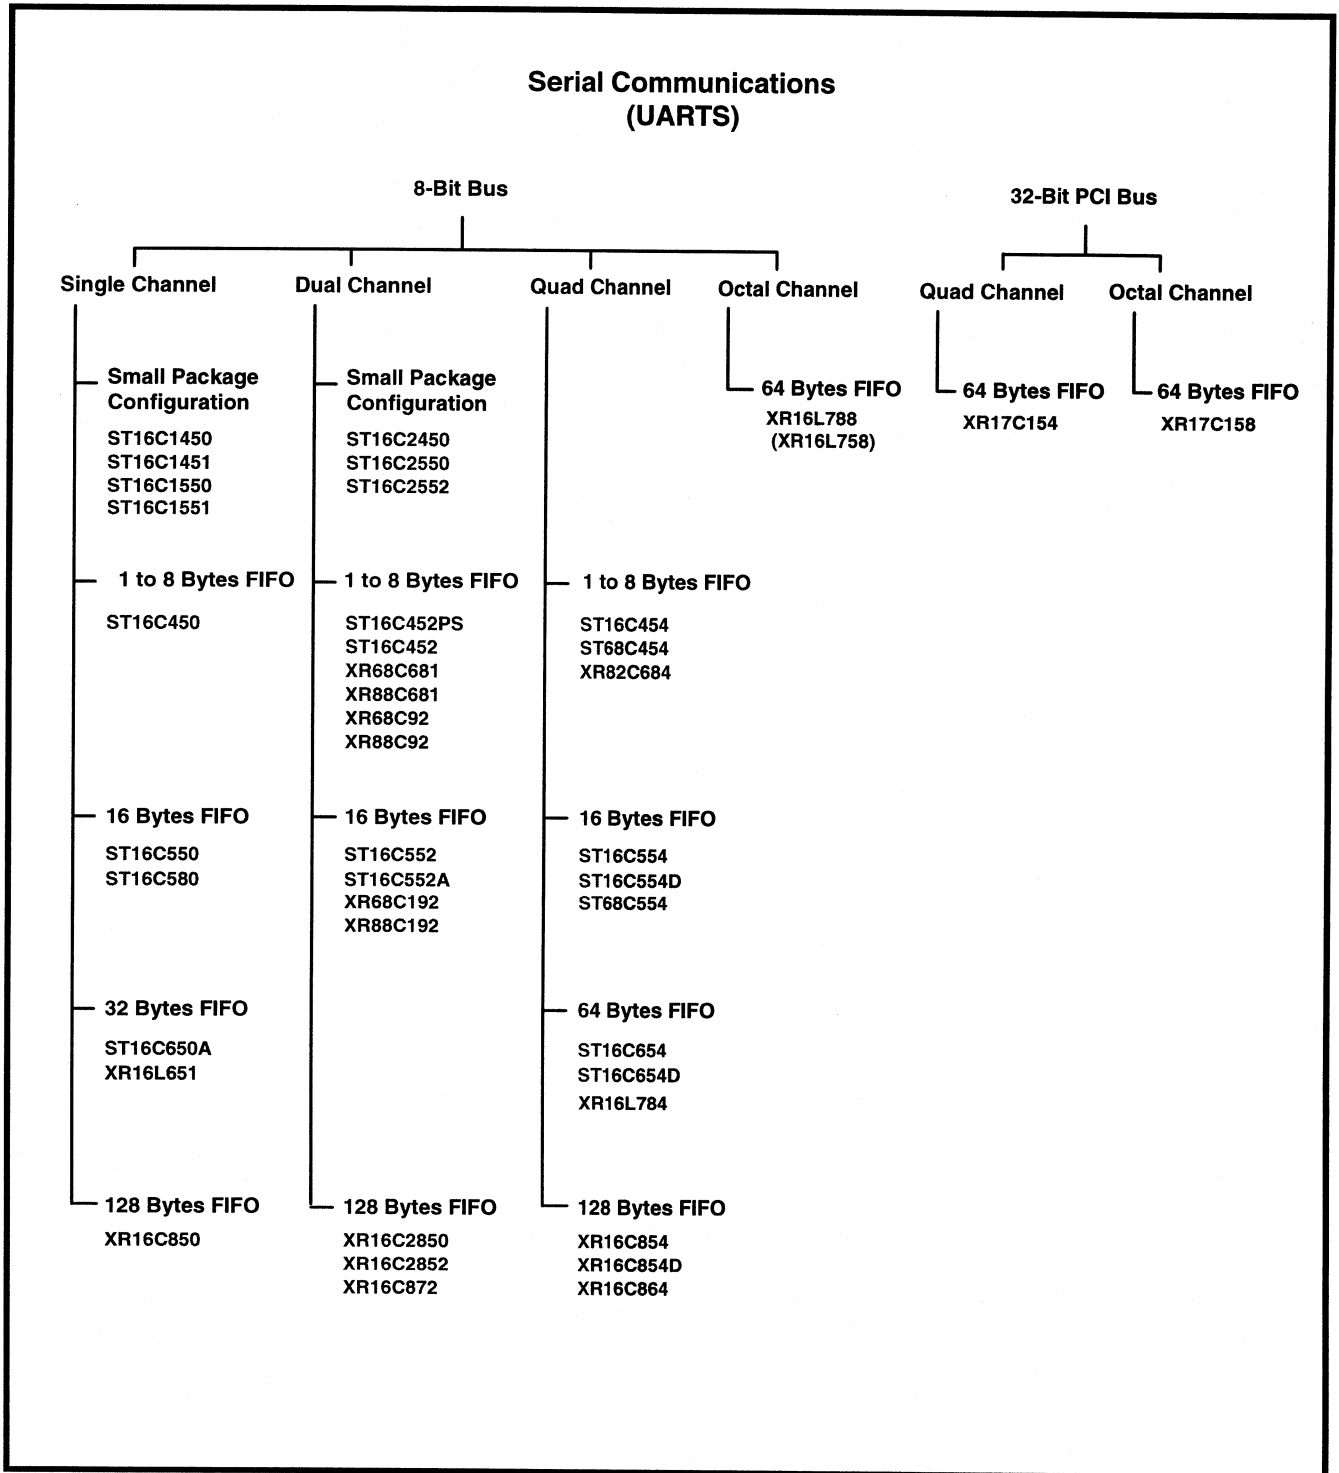 Serial Communications
(UARTS)
8-Bit Bus
32-Bit PCI Bus
Single Channel
Dual Channel
Quad Channel
Octal Channel
Quad Channel
Octal Channel
Small Package
Configuration
ST16C1450
ST16C1451
ST16C1550
ST16C1551
1 to 8 Bytes FIFO
ST16C450
16 Bytes FIFO
ST16C550
ST16C580
32 Bytes FIFO
ST16C650A
XR16L651
128 Bytes FIFO
XR16C850
Small Package
Configuration
ST16C2450
ST16C2550
ST16C2552
1 to 8 Bytes FIFO
ST16C452PS
ST16C452
XR68C681
XR88C681
XR68C92
XR88C92
16 Bytes FIFO
ST16C552
ST16C552A
XR68C192
XR88C192
128 Bytes FIFO
XR16C2850
XR16C2852
XR16C872
1 to 8 Bytes FIFO
ST16C454
ST68C454
XR82C684
16 Bytes FIFO
ST16C554
ST16C554D
ST68C554
64 Bytes FIFO
ST16C654
ST16C654D
XR16L784
128 Bytes FIFO
XR16C854
XR16C854D
XR16C864
64 Bytes FIFO
XR16L788
(XR16L758)
64 Bytes FIFO
XR17C154
64 Bytes FIFO
XR17C158